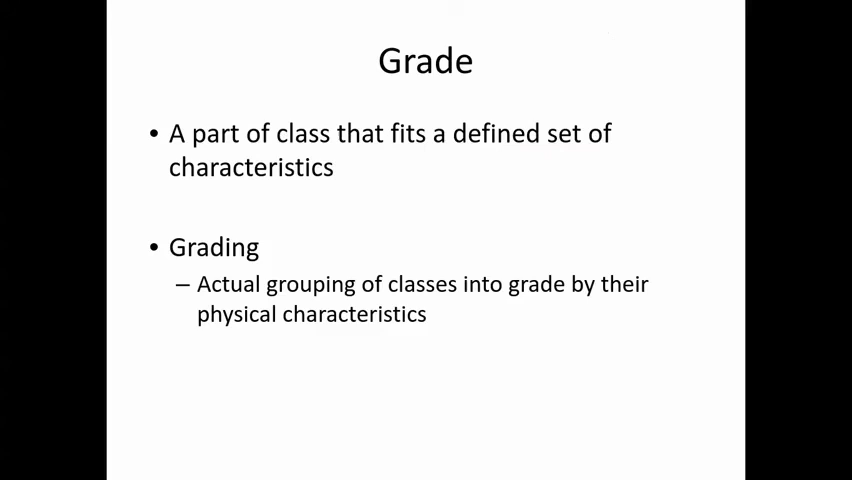 Grade
• A part of class that fits a defined set of
characteristics
• Grading
– Actual grouping of classes into grade by their
physical characteristics